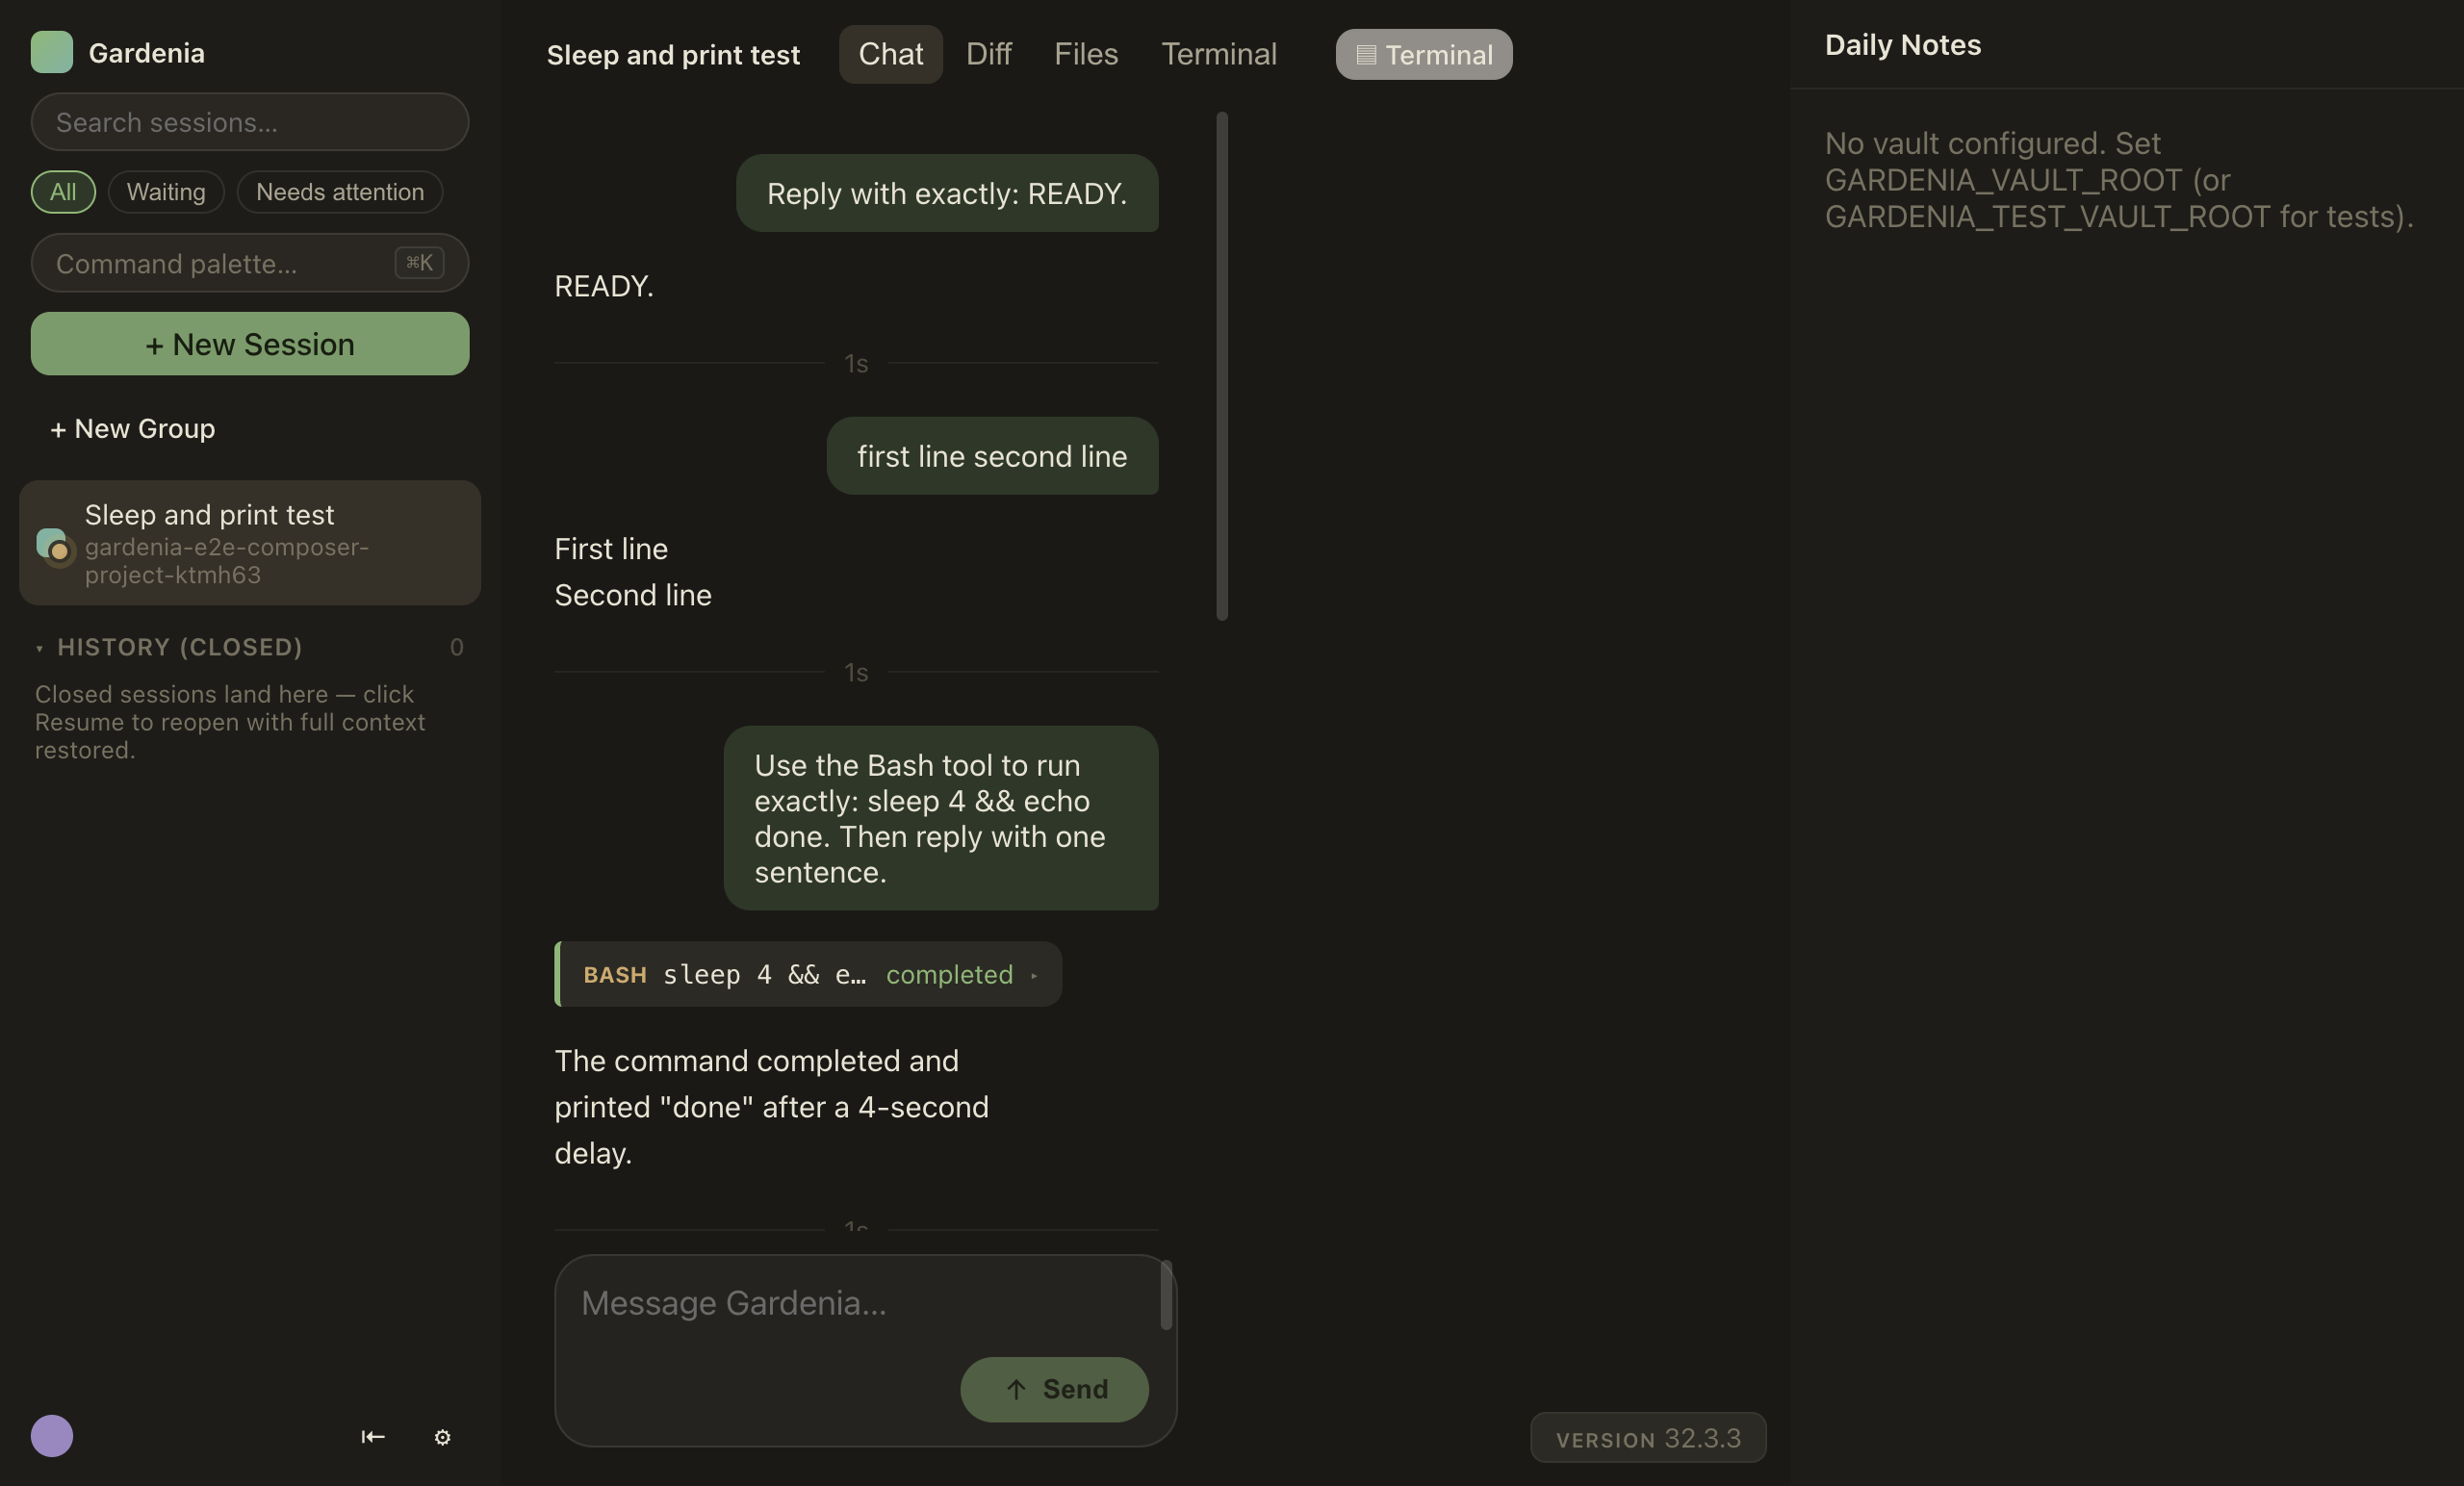 Gardenia
Search sessions...
All
Waiting
Needs attention
Command palette...
⌘K
+ New Session
+ New Group
Sleep and print test
gardenia-e2e-composer-
project-ktmh63
HISTORY (CLOSED)
0
Closed sessions land here — click
Resume to reopen with full context
restored.
Sleep and print test
Chat
Diff
Files
Terminal
Terminal
Reply with exactly: READY.
READY.
1s
first line second line
First line
Second line
1s
Use the Bash tool to run
exactly: sleep 4 && echo
done. Then reply with one
sentence.
BASH sleep 4 && e… completed
The command completed and
printed "done" after a 4-second
delay.
1s
Message Gardenia...
↑ Send
VERSION 32.3.3
Daily Notes
No vault configured. Set
GARDENIA_VAULT_ROOT (or
GARDENIA_TEST_VAULT_ROOT for tests).